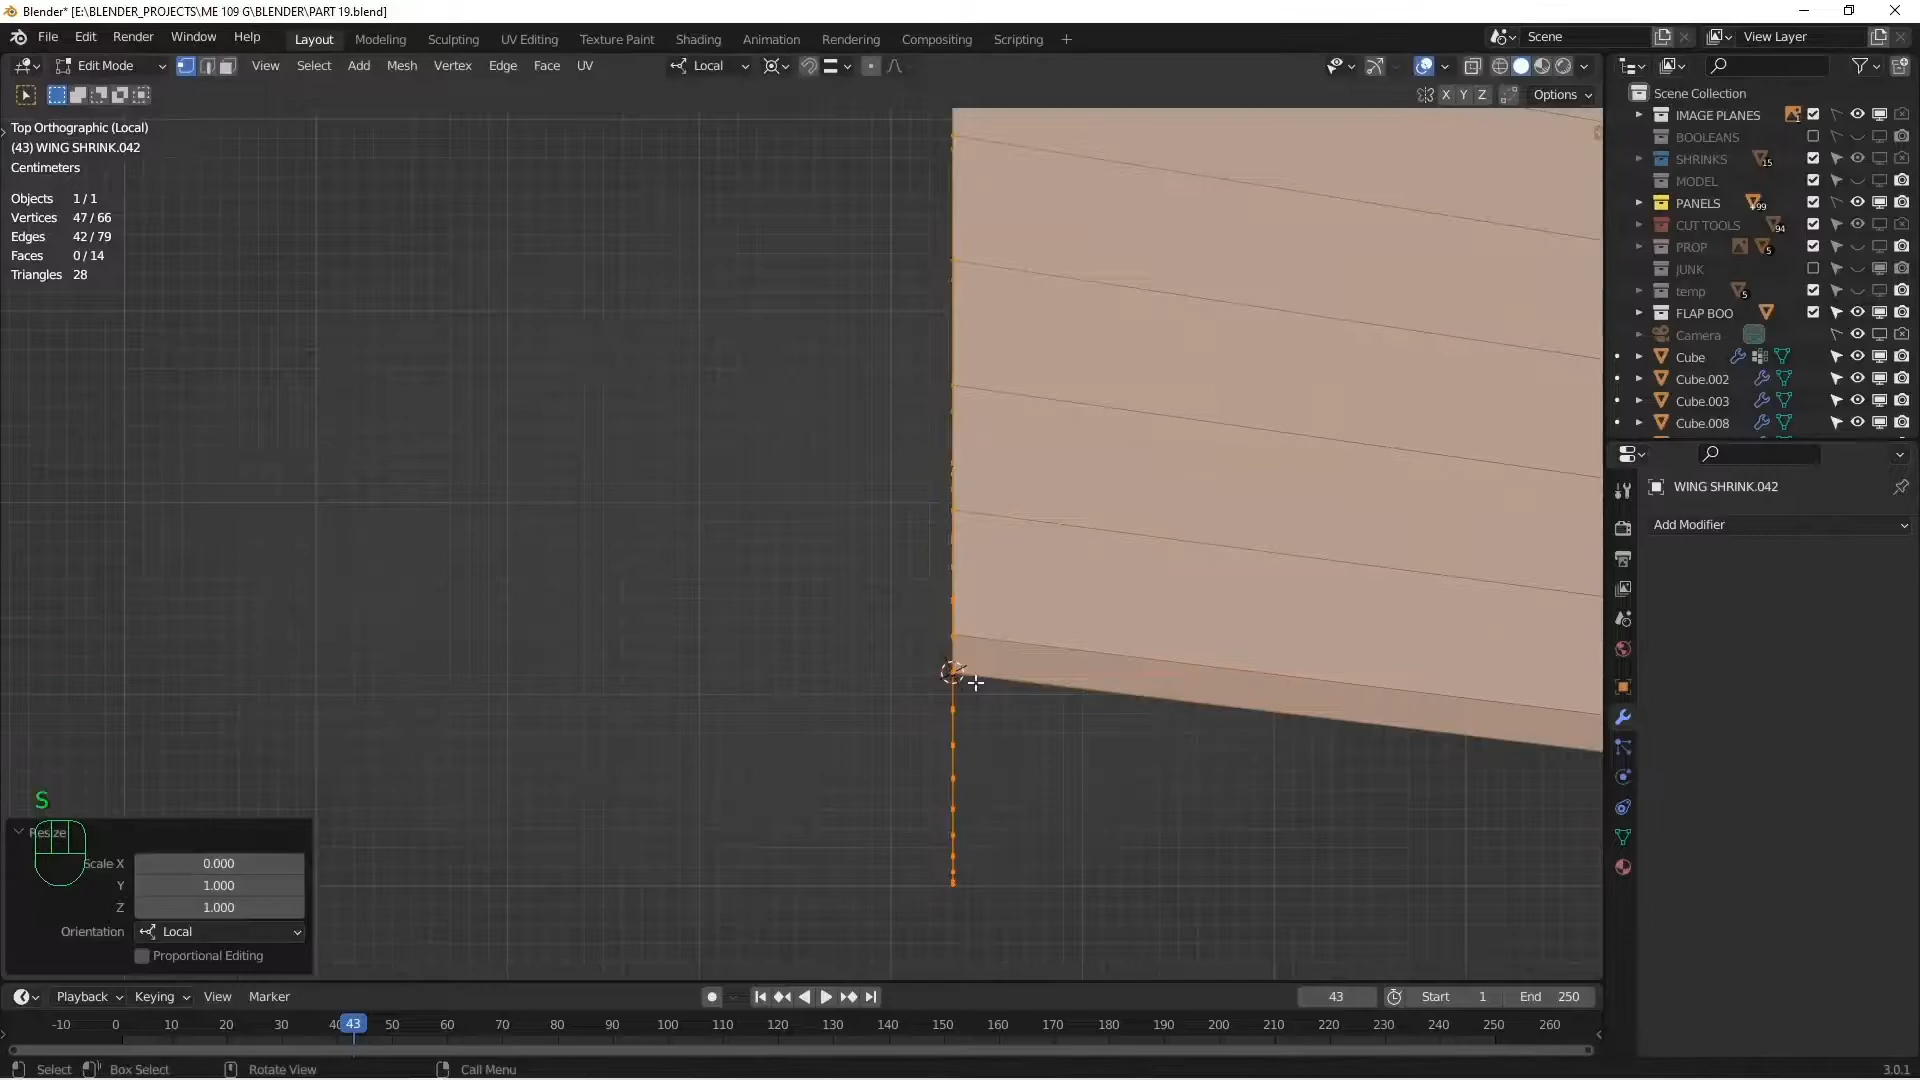 Blender* [E:\BLENDER_PROJECTS\ME 109 G\BLENDER\PART 19.blend]
File Edit Render Window Help Layout Modeling Sculpting UV Editing Texture Paint Shading Animation Rendering Compositing Scripting + Scene View Layer
Edit Mode View Select Add Mesh Vertex Edge Face UV Local
X Y Z Options
Top Orthographic (Local)
(43) WING SHRINK.042
Centimeters
Objects 1/1
Vertices 47/66
Edges 42/79
Faces 0/14
Triangles 28
Scene Collection
IMAGE PLANES 1
BOOLEANS
SHRINKS 15
MODEL
PANELS +99
CUT TOOLS 94
PROP 5
JUNK
temp 5
FLAP BOO
Camera
Cube
Cube.002
Cube.003
Cube.008
WING SHRINK.042
Add Modifier
S
Resize
Scale X 0.000
Y 1.000
Z 1.000
Orientation Local
Proportional Editing
Playback Keying View Marker 43 Start 1 End 250
-10 0 10 20 30 40 43 50 60 70 80 90 100 110 120 130 140 150 160 170 180 190 200 210 220 230 240 250 260
Select Box Select Rotate View Call Menu 3.0.1